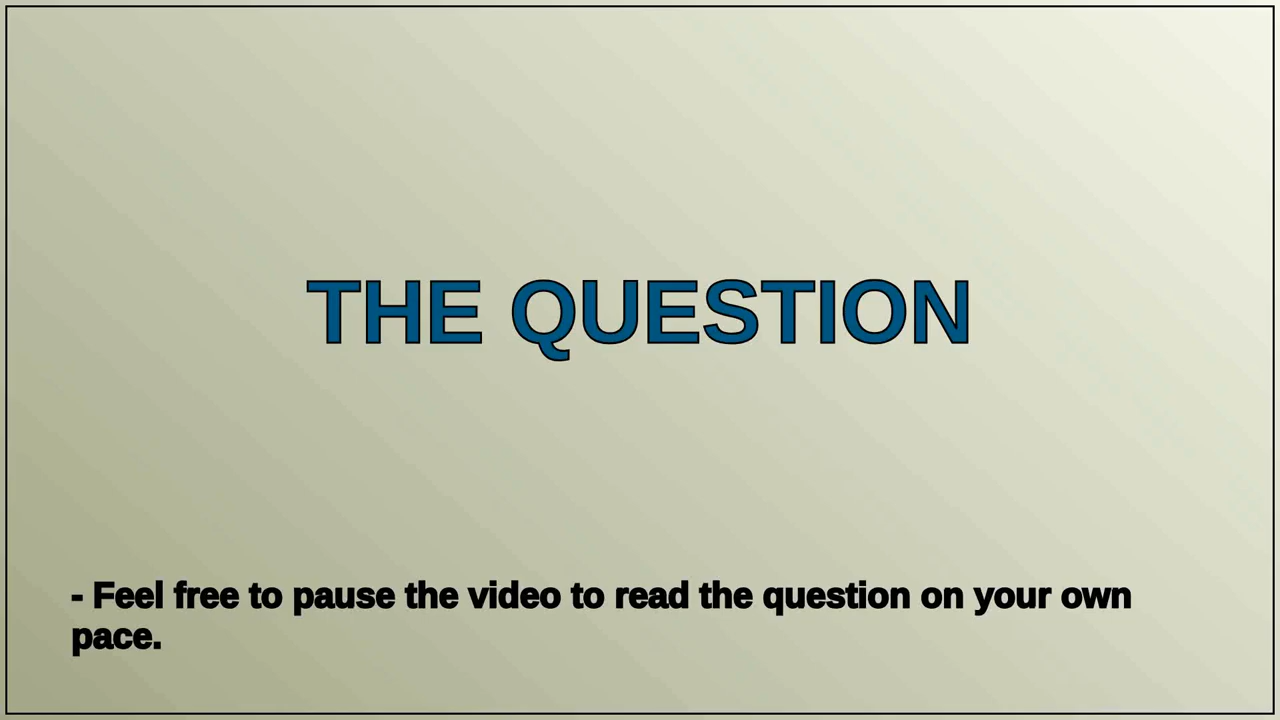 THE QUESTION
- Feel free to pause the video to read the question on your own
pace.